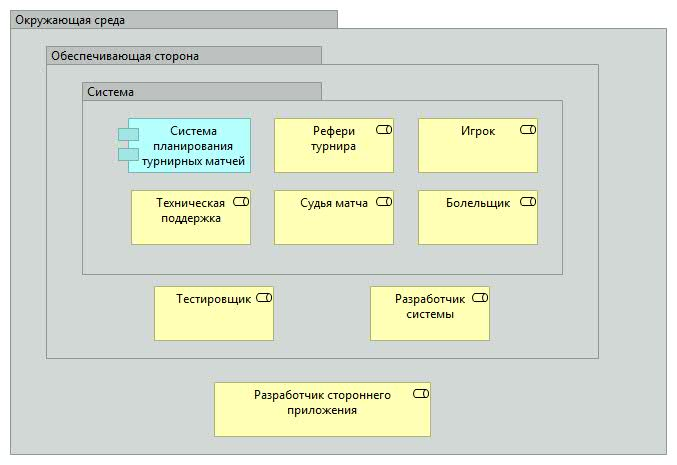 Окружающая среда
Обеспечивающая сторона
Система
Система
планирования
турнирных матчей
Рефери
турнира
Игрок
Техническая
поддержка
Судья матча
Болельщик
Тестировщик
Разработчик
системы
Разработчик стороннего
приложения